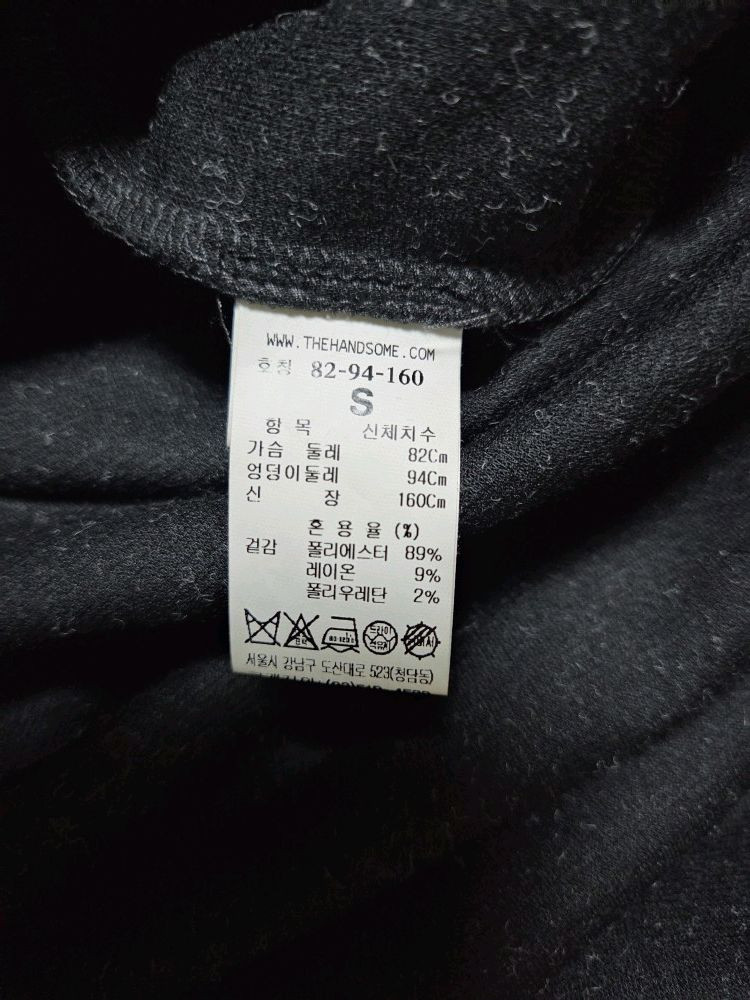 WWW.THEHANDSOME.COM
호칭 82-94-160
S
항 목 신체치수
가슴 둘레 82Cm
엉덩이둘레 94Cm
신 장 160Cm
혼 용 율 (%)
겉감 폴리에스터 89%
레이온 9%
폴리우레탄 2%
드라이
서울시 강남구 도산대로 523(청담동)